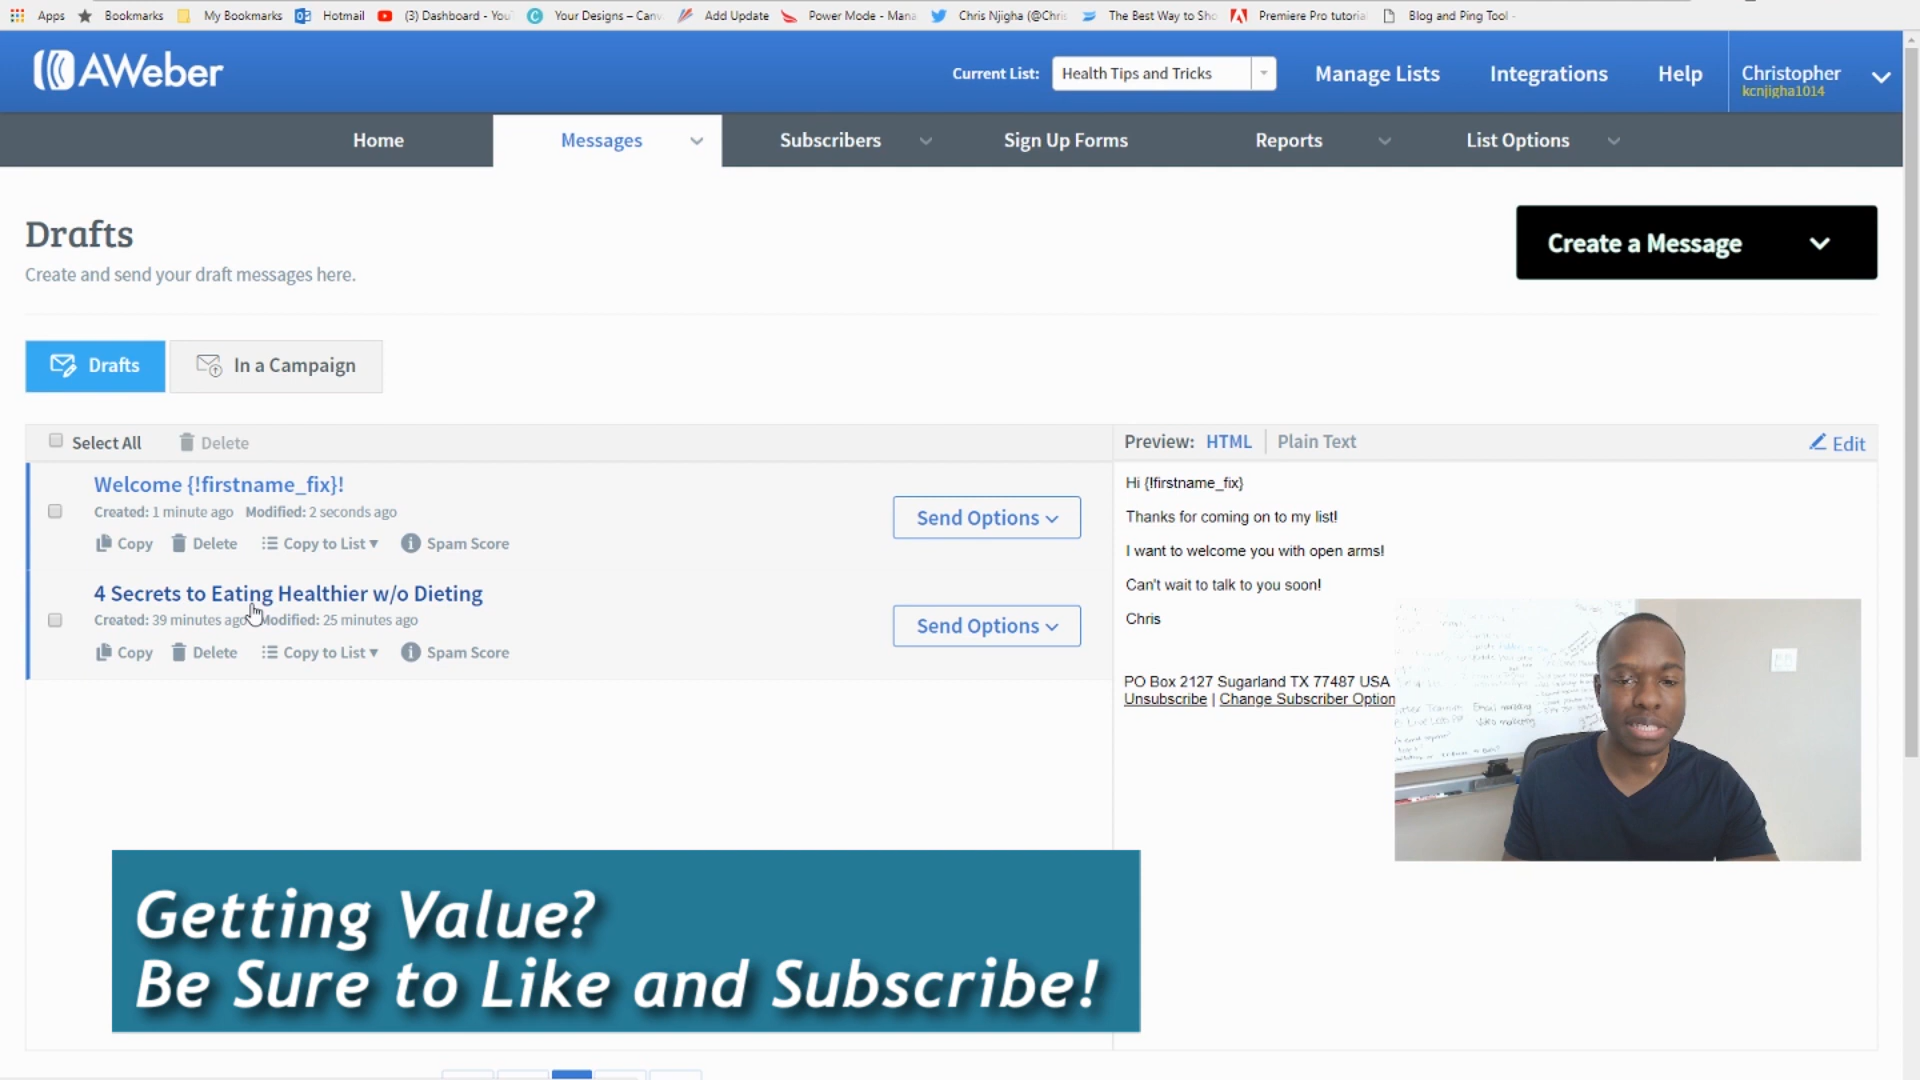 Apps Bookmarks My Bookmarks Hotmail (3) Dashboard - You Your Designs – Canv Add Update Power Mode - Mana Chris Njigha (@Chris The Best Way to Sho Premiere Pro tutoria Blog and Ping Tool -
AWeber
Current List: Health Tips and Tricks Manage Lists Integrations Help Christopher
kcnjigha1014
Home Messages Subscribers Sign Up Forms Reports List Options
Drafts
Create and send your draft messages here.
Create a Message
Drafts In a Campaign
Select All Delete
Welcome {!firstname_fix}!
Created: 1 minute ago Modified: 2 seconds ago
Copy Delete Copy to List Spam Score
Send Options
4 Secrets to Eating Healthier w/o Dieting
Created: 39 minutes ago Modified: 25 minutes ago
Copy Delete Copy to List Spam Score
Send Options
Preview: HTML Plain Text Edit
Hi {!firstname_fix}
Thanks for coming on to my list!
I want to welcome you with open arms!
Can't wait to talk to you soon!
Chris
PO Box 2127 Sugarland TX 77487 USA
Unsubscribe | Change Subscriber Option
Getting Value?
Be Sure to Like and Subscribe!